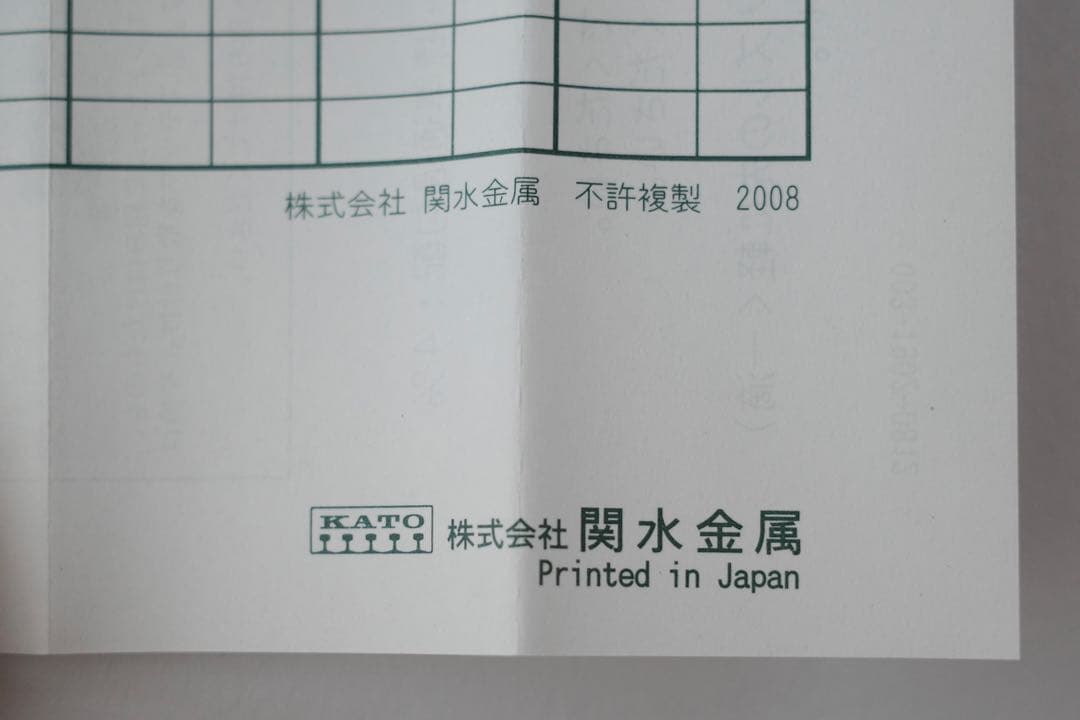 株式会社 関水金属 不許複製 2008
KATO 株式会社 関水金属
Printed in Japan